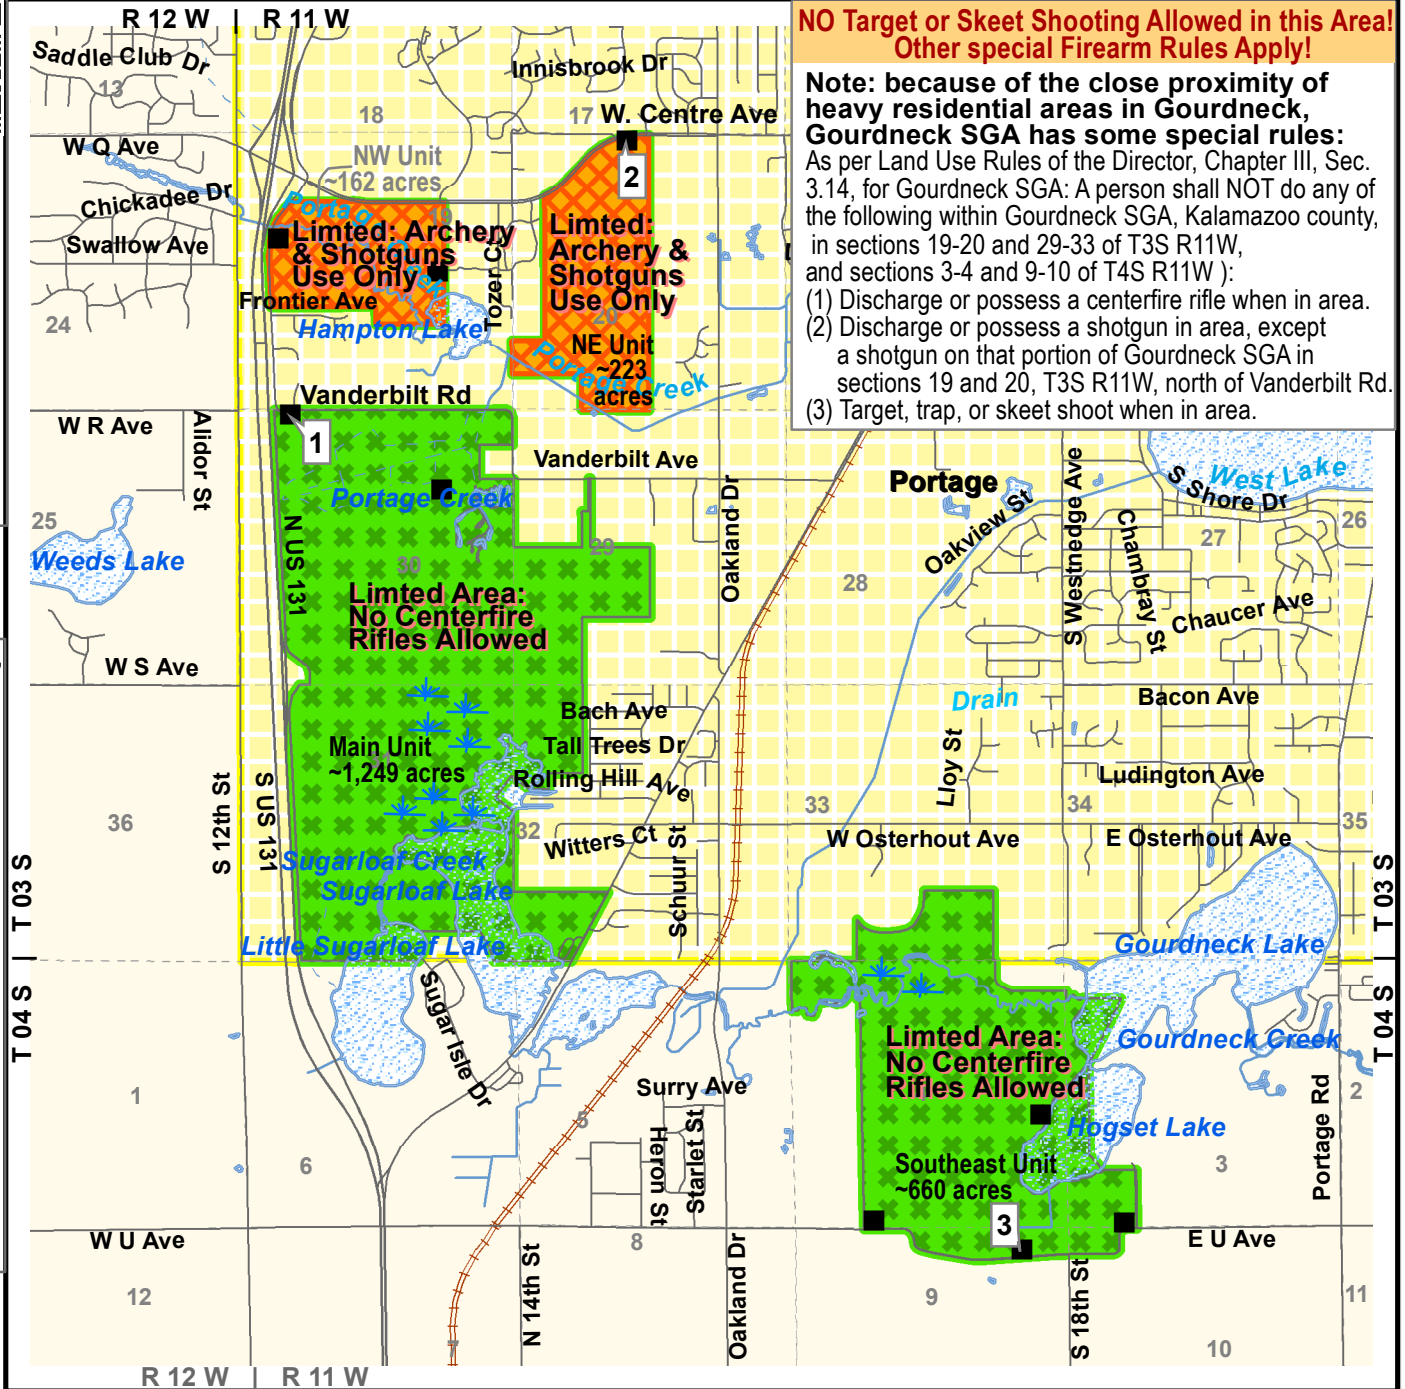 R 12 W | R 11 W
NO Target or Skeet Shooting Allowed in this Area!
Other special Firearm Rules Apply!
Note: because of the close proximity of
heavy residential areas in Gourdneck,
Gourdneck SGA has some special rules:
As per Land Use Rules of the Director, Chapter III, Sec.
3.14, for Gourdneck SGA: A person shall NOT do any of
the following within Gourdneck SGA, Kalamazoo county,
in sections 19-20 and 29-33 of T3S R11W,
and sections 3-4 and 9-10 of T4S R11W ):
(1) Discharge or possess a centerfire rifle when in area.
(2) Discharge or possess a shotgun in area, except
a shotgun on that portion of Gourdneck SGA in
sections 19 and 20, T3S R11W, north of Vanderbilt Rd.
(3) Target, trap, or skeet shoot when in area.
Saddle Club Dr
13
Innisbrook Dr
18
17
W. Centre Ave
W Q Ave
NW Unit
~162 acres
2
Chickadee Dr
Portag
19
Swallow Ave
Limted: Archery
& Shotguns
Use Only
Limted:
Archery &
Shotguns
Use Only
Tozer Ct
Frontier Ave
24
Hampton Lake
20
NE Unit
~223
acres
Portage Creek
Vanderbilt Rd
W R Ave
Alidor St
1
Vanderbilt Ave
Portage
West Lake
S Shore Dr
Portage Creek
Oakland Dr
Oakview St
S Westnedge Ave
Chambray St
25
26
27
N US 131
29
Weeds Lake
30
28
Limted Area:
No Centerfire
Rifles Allowed
Chaucer Ave
W S Ave
Bacon Ave
Drain
Bach Ave
Tall Trees Dr
Main Unit
~1,249 acres
Rolling Hill Ave
Lloy St
Ludington Ave
S 12th St
S US 131
36
32
33
34
35
Witters Ct
W Osterhout Ave
E Osterhout Ave
Sugarloaf Creek
Sugarloaf Lake
Schuur St
T 03 S
T 03 S
Little Sugarloaf Lake
Gourdneck Lake
T 04 S
T 04 S
Sugar Isle Dr
Limted Area:
No Centerfire
Rifles Allowed
Gourdneck Creek
Surry Ave
1
5
2
Hogset Lake
Heron St
Starlet St
Portage Rd
6
Southeast Unit
~660 acres
3
3
W U Ave
8
E U Ave
12
N 14th St
Oakland Dr
9
S 18th St
11
7
10
R 12 W | R 11 W